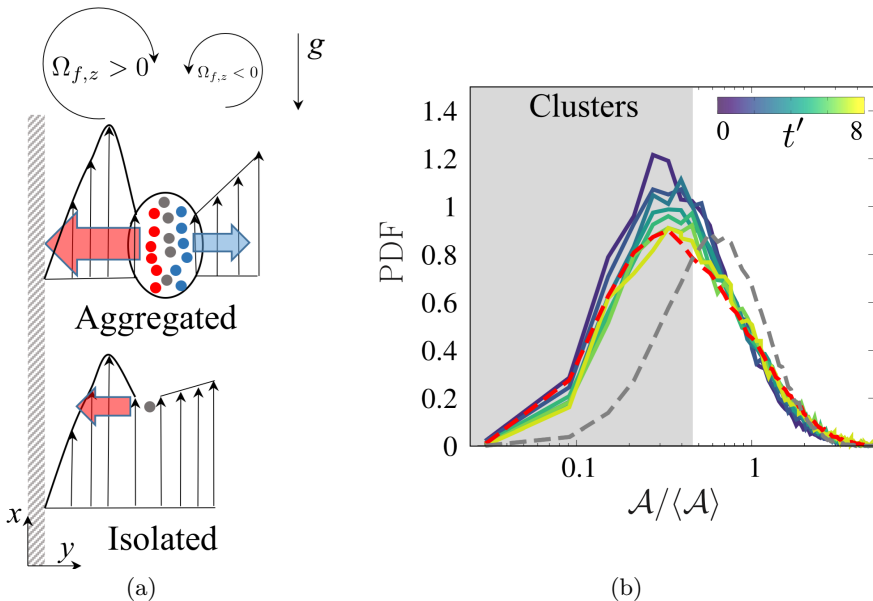 Ω_{f,z} > 0
Ω_{f,z} < 0
g
Aggregated
Isolated
x
y
(a)
Clusters
0
8
t′
PDF
1.4
1.2
1
0.8
0.6
0.4
0.2
0
0.1
1
𝒜/⟨𝒜⟩
(b)